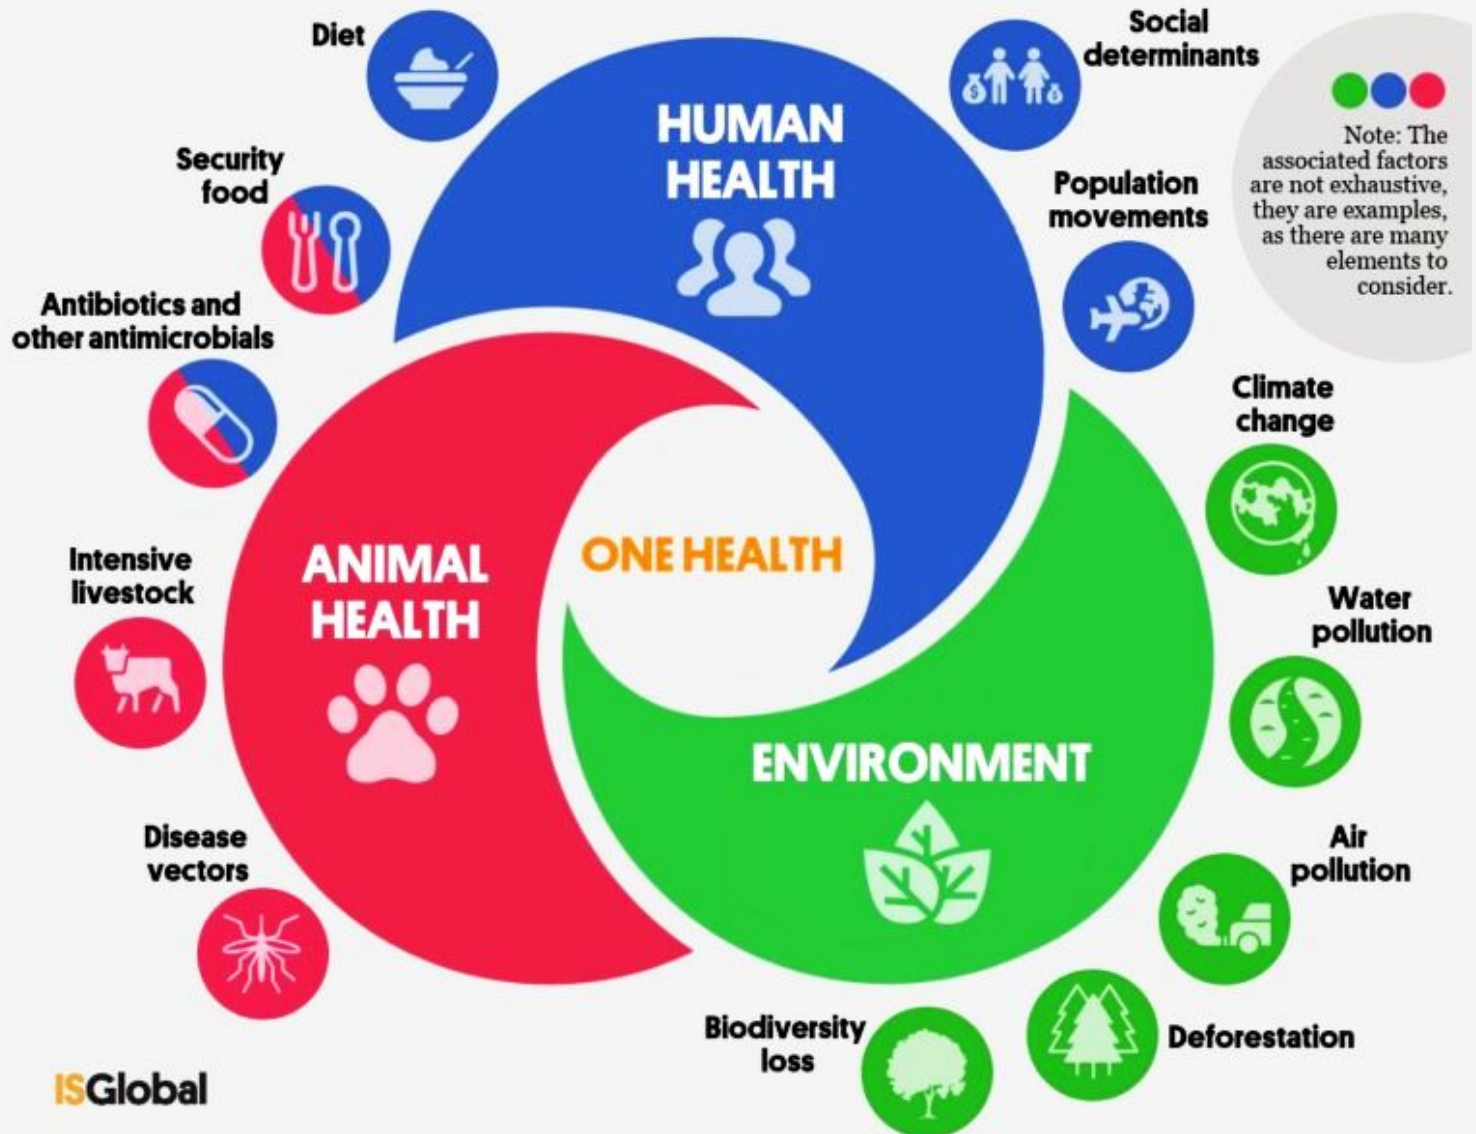 Diet
Social
determinants
HUMAN
HEALTH
Security
food
Population
movements
Note: The
associated factors
are not exhaustive,
they are examples,
as there are many
elements to
consider.
Antibiotics and
other antimicrobials
Climate
change
ONE HEALTH
ANIMAL
HEALTH
Intensive
livestock
Water
pollution
ENVIRONMENT
Disease
vectors
Air
pollution
Biodiversity
loss
Deforestation
ISGlobal